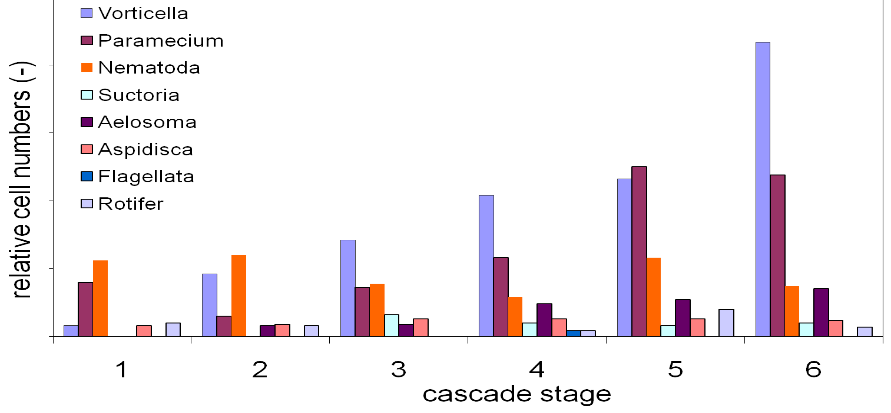 Vorticella
Paramecium
Nematoda
Suctoria
Aelosoma
Aspidisca
Flagellata
Rotifer
relative cell numbers (-)
1 2 3 4 5 6
cascade stage